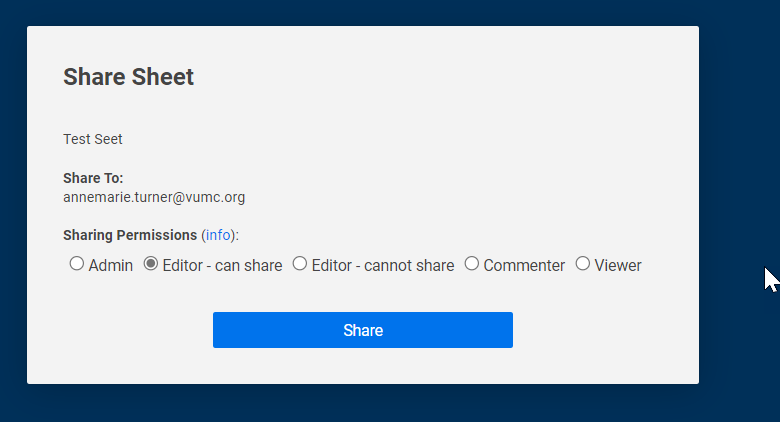 Share Sheet
Test Seet
Share To:
annemarie.turner@vumc.org
Sharing Permissions (info):
Admin Editor - can share Editor - cannot share Commenter Viewer
Share